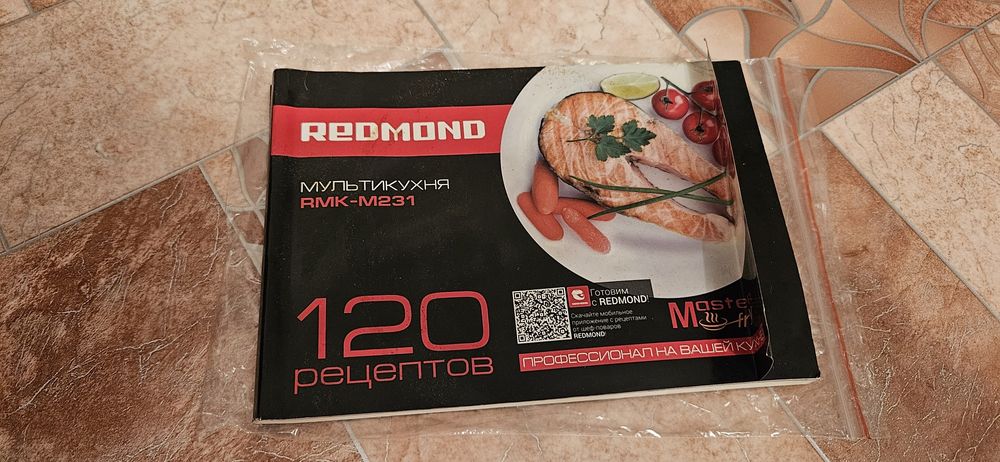 REDMOND
МУЛЬТИКУХНЯ
RMK-M231
120
рецептов
Готовим
с REDMOND!
Скачайте мобильное
приложение с рецептами
от шеф-поваров
REDMOND!
ПРОФЕССИОНАЛ НА ВАШЕЙ